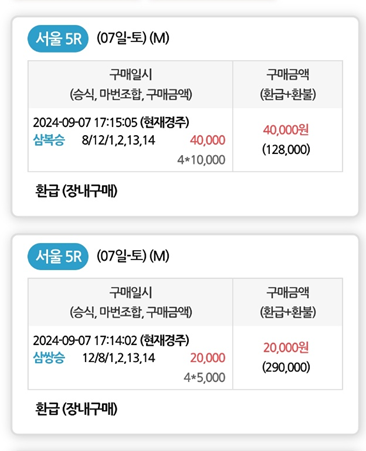 서울 5R (07일-토) (M)
구매일시 구매금액
(승식, 마번조합, 구매금액) (환급+환불)
2024-09-07 17:15:05 (현재경주)
40,000원
삼복승 8/12/1,2,13,14 40,000
(128,000)
4*10,000
환급 (장내구매)
서울 5R (07일-토) (M)
구매일시 구매금액
(승식, 마번조합, 구매금액) (환급+환불)
2024-09-07 17:14:02 (현재경주)
20,000원
삼쌍승 12/8/1,2,13,14 20,000
(290,000)
4*5,000
환급 (장내구매)